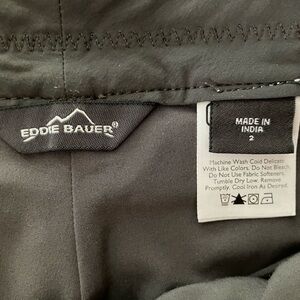 EDDIE BAUER®
MADE IN
INDIA
2
Machine Wash Cold Delicate
With Like Colors. Do Not Bleach.
Do Not Use Fabric Softeners.
Tumble Dry Low. Remove
Promptly. Cool Iron As Desired.